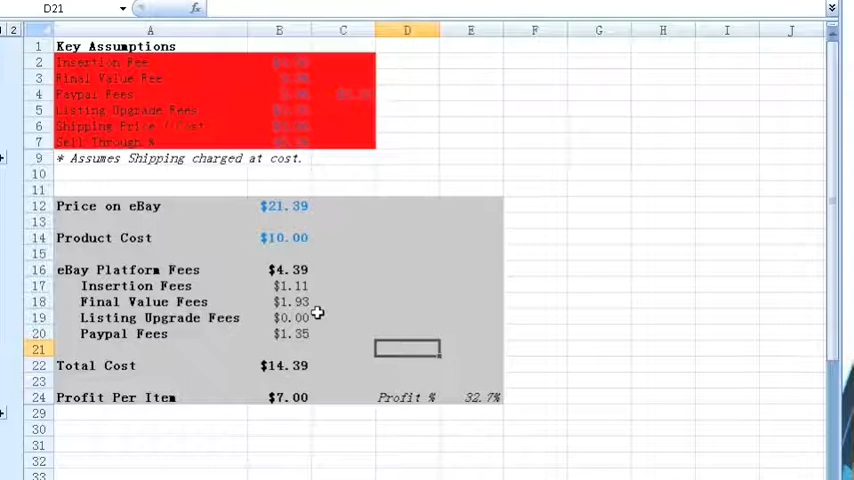 D21 fx
1 2 A B C D E F G H I J
1 Key Assumptions
2 Insertion Fee
3 Final Value Fee
4 Paypal Fees
5 Listing Upgrade Fees
6 Shipping Price / Cost
7 Sell Through %
9 * Assumes Shipping charged at cost.
10
11
12 Price on eBay $21.39
13
14 Product Cost $10.00
15
16 eBay Platform Fees $4.39
17 Insertion Fees $1.11
18 Final Value Fees $1.93
19 Listing Upgrade Fees $0.00
20 Paypal Fees $1.35
21
22 Total Cost $14.39
23
24 Profit Per Item $7.00 Profit % 32.7%
29
30
31
32
33